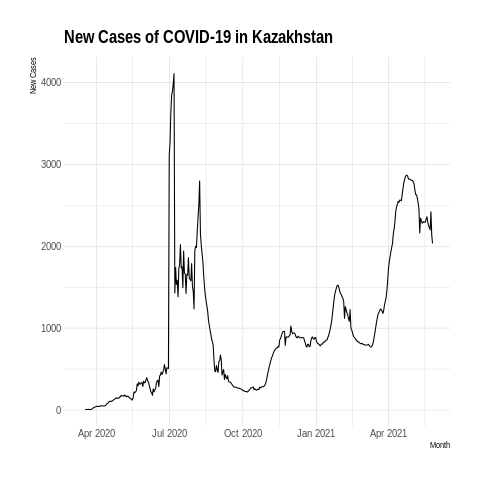 New Cases of COVID-19 in Kazakhstan
New Cases
4000
3000
2000
1000
0
Apr 2020 Jul 2020 Oct 2020 Jan 2021 Apr 2021
Month